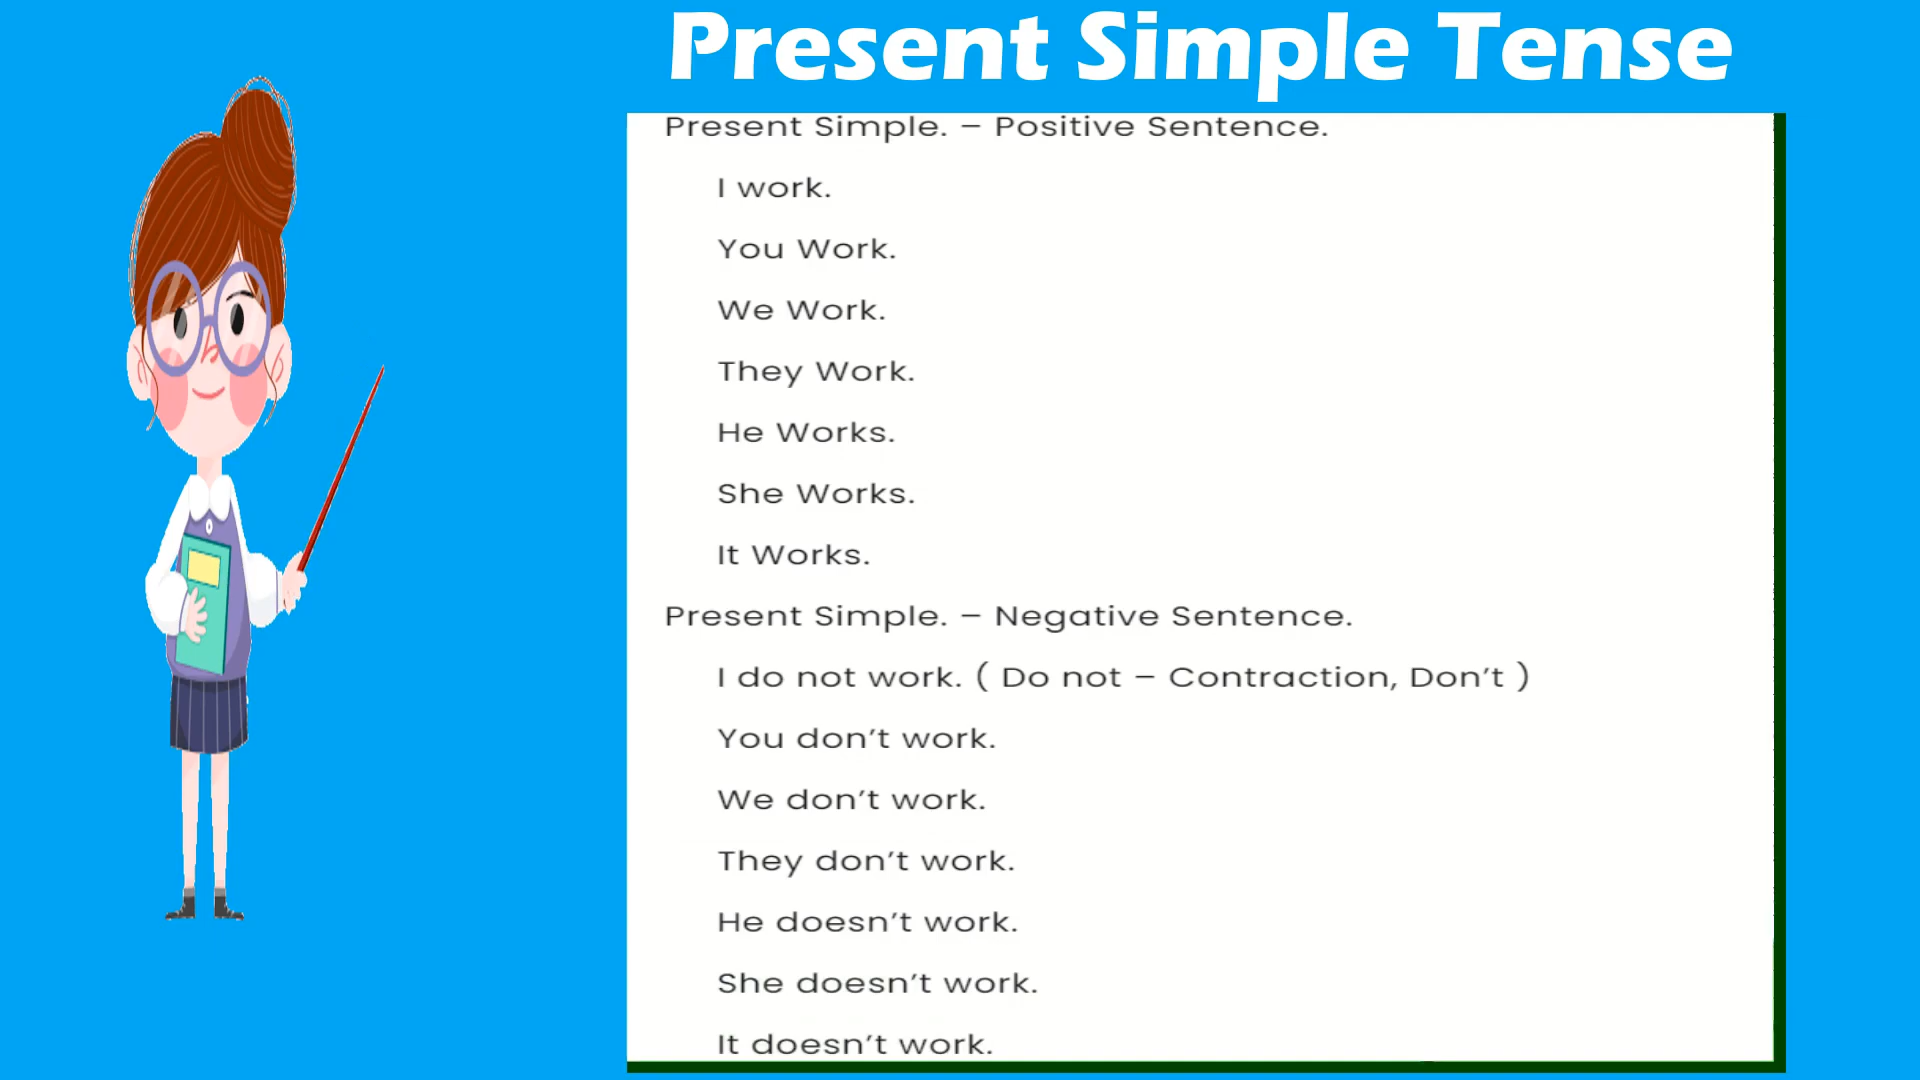 Present Simple Tense
Present Simple. – Positive Sentence.
I work.
You Work.
We Work.
They Work.
He Works.
She Works.
It Works.
Present Simple. – Negative Sentence.
I do not work. ( Do not – Contraction, Don’t )
You don’t work.
We don’t work.
They don’t work.
He doesn’t work.
She doesn’t work.
It doesn’t work.